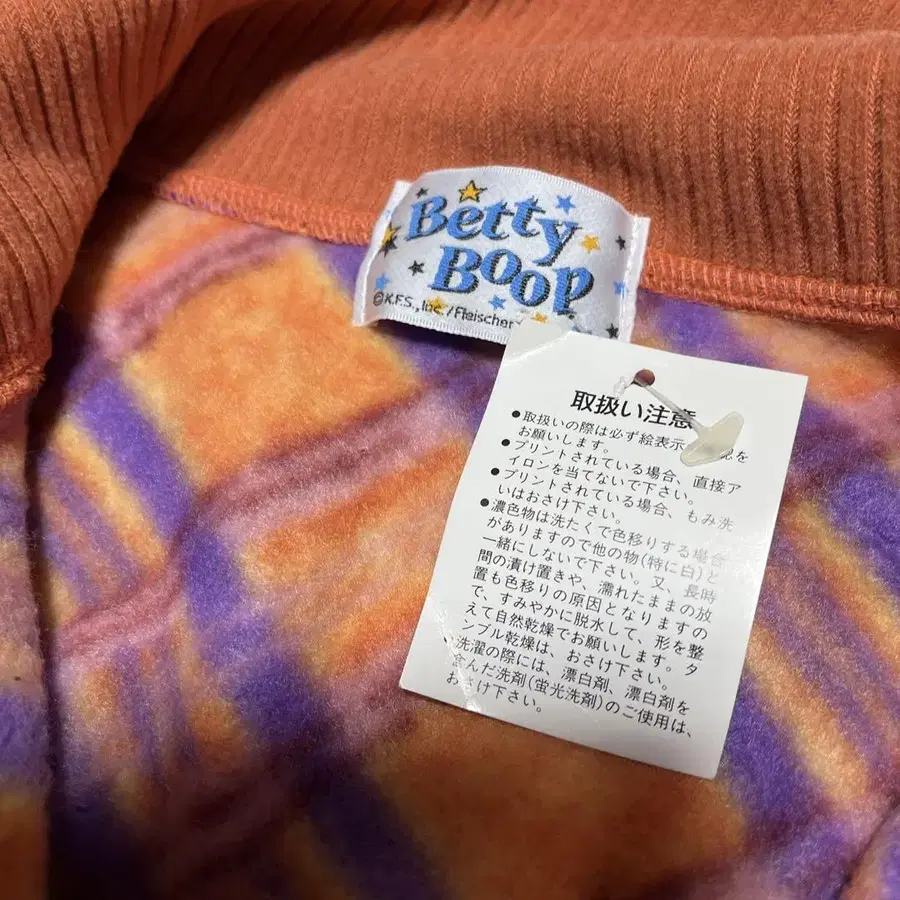 Betty
Boop
©K.F.S., Inc./Fleischer
取扱い注意
●取扱いの際は必ず絵表示 認を
お願いします。
●プリントされている場合、直接ア
イロンを当てないで下さい。
●プリントされている場合、もみ洗
いはおさけ下さい。
●濃色物は洗たくで色移りする場合
がありますので他の物(特に白)と
一緒にしないで下さい。又、長時
間の漬け置きや、濡れたままの放
置も色移りの原因となりますの
で、すみやかに脱水して、形を整
えて自然乾燥でお願いします。タ
ンブル乾燥は、おさけ下さい。
洗濯の際には、漂白剤、漂白剤を
含んだ洗剤(蛍光洗剤)のご使用は、
おさけ下さい。